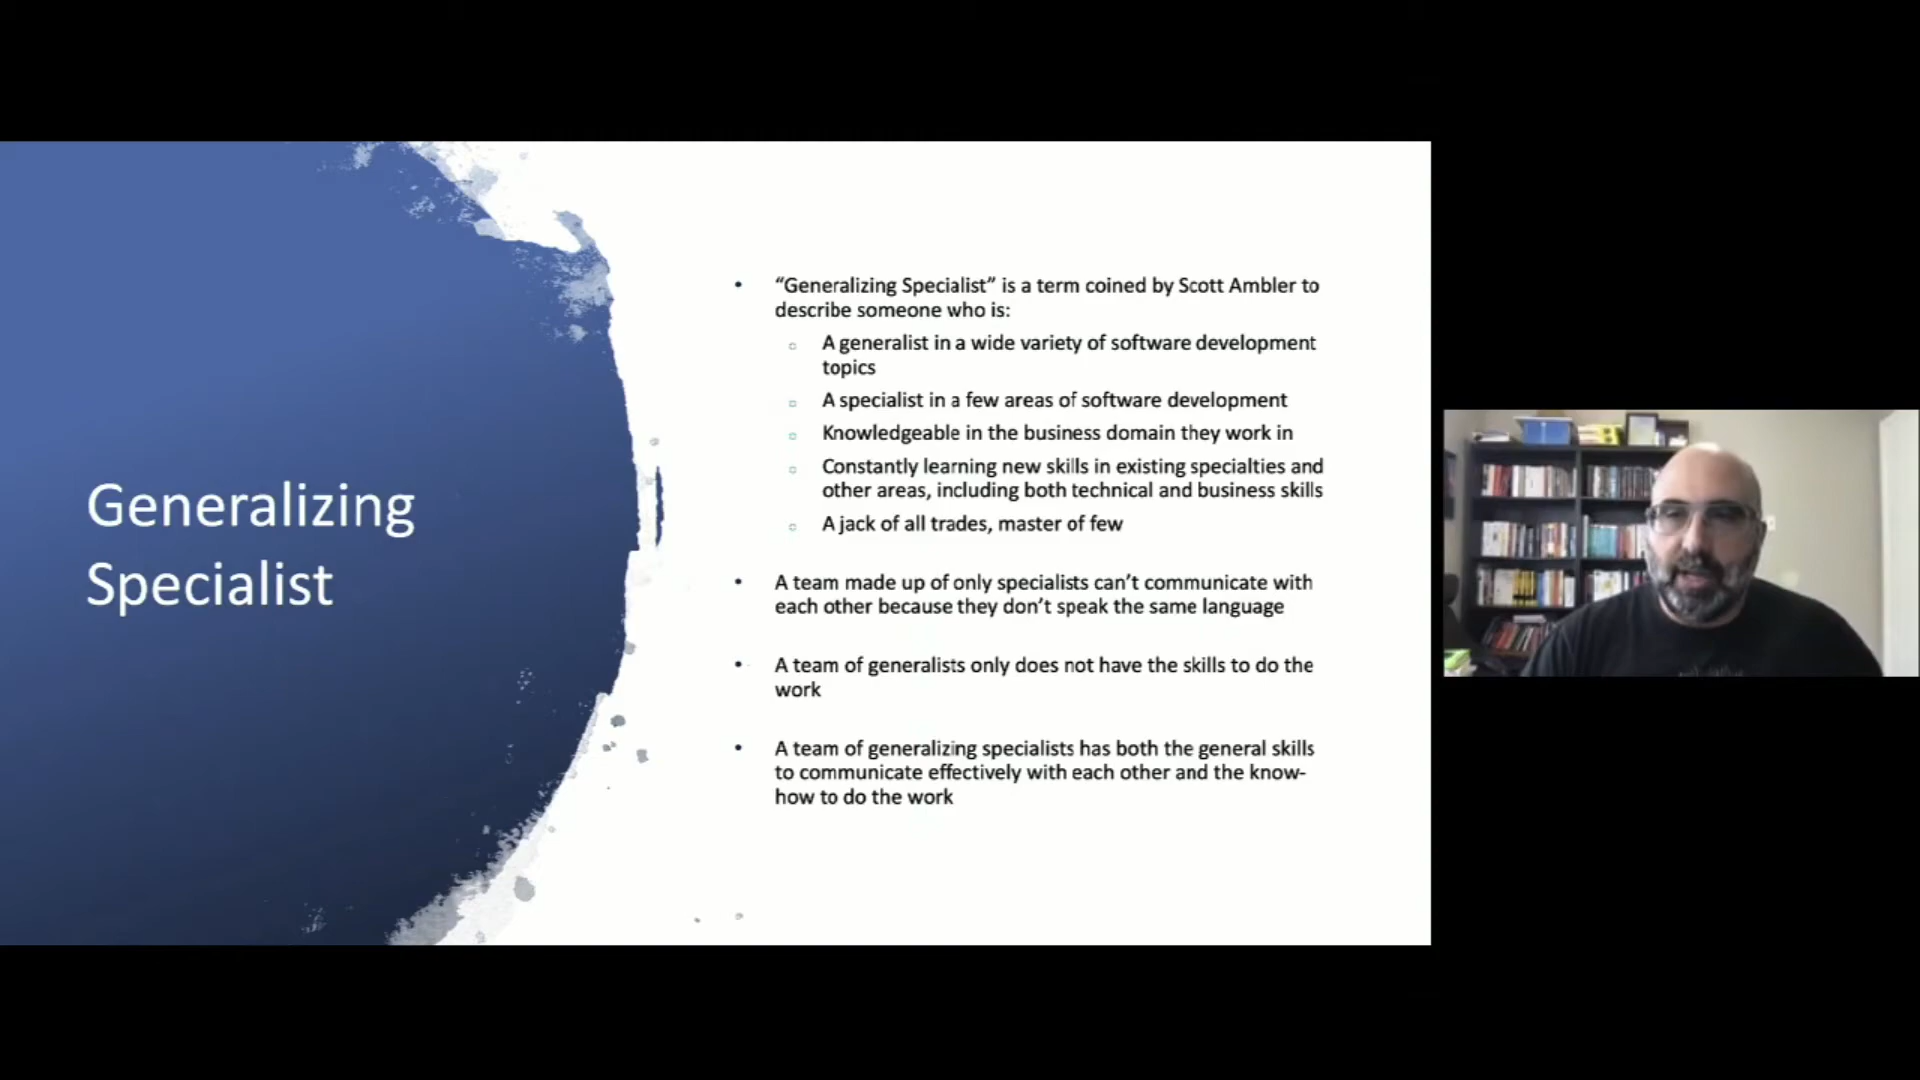 Generalizing
Specialist
• “Generalizing Specialist” is a term coined by Scott Ambler to
describe someone who is:
▫ A generalist in a wide variety of software development
topics
▫ A specialist in a few areas of software development
▫ Knowledgeable in the business domain they work in
▫ Constantly learning new skills in existing specialties and
other areas, including both technical and business skills
▫ A jack of all trades, master of few
• A team made up of only specialists can’t communicate with
each other because they don’t speak the same language
• A team of generalists only does not have the skills to do the
work
• A team of generalizing specialists has both the general skills
to communicate effectively with each other and the know-
how to do the work